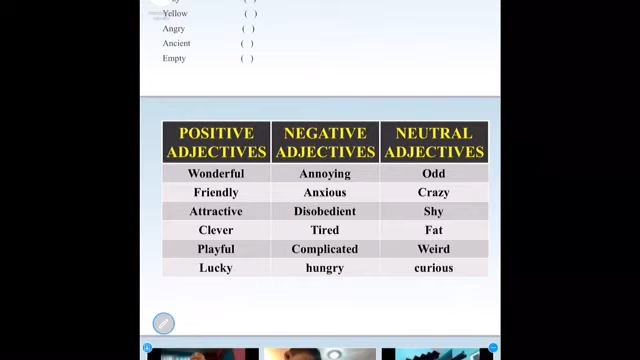 Yellow ( )
Angry ( )
Ancient ( )
Empty ( )
POSITIVE ADJECTIVES NEGATIVE ADJECTIVES NEUTRAL ADJECTIVES
Wonderful Annoying Odd
Friendly Anxious Crazy
Attractive Disobedient Shy
Clever Tired Fat
Playful Complicated Weird
Lucky hungry curious